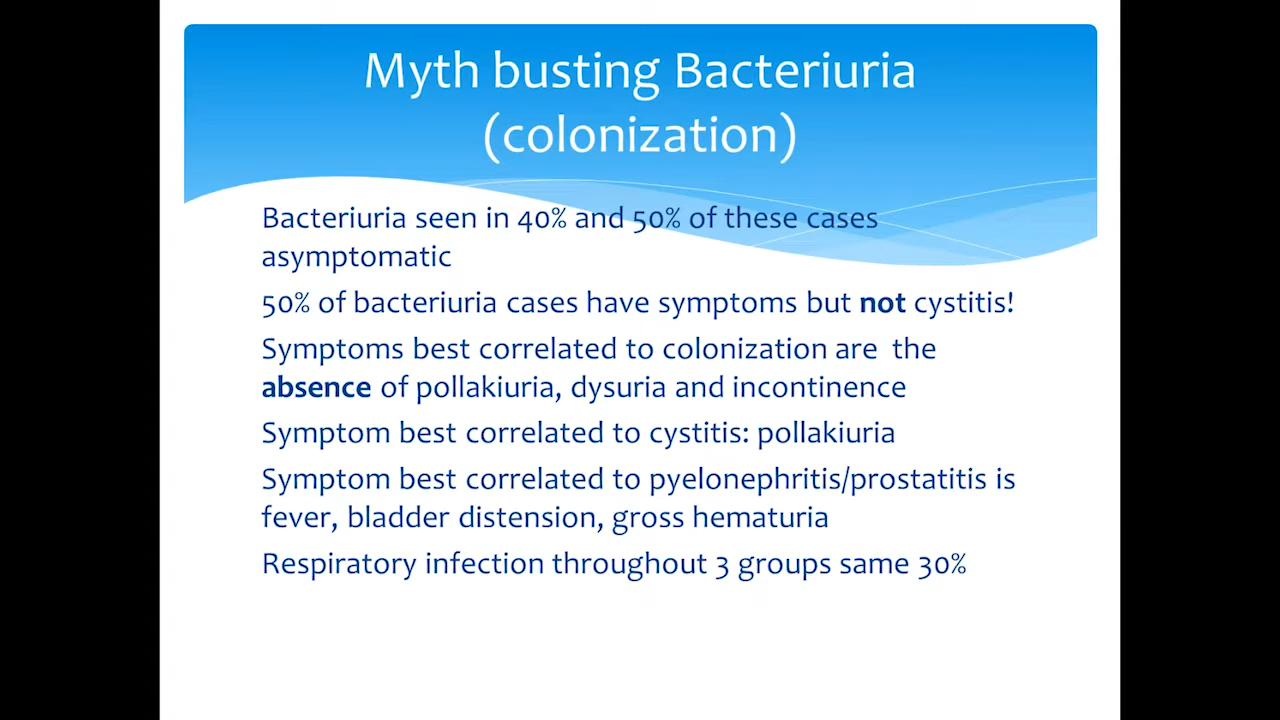 Myth busting Bacteriuria
(colonization)
Bacteriuria seen in 40% and 50% of these cases
asymptomatic
50% of bacteriuria cases have symptoms but not cystitis!
Symptoms best correlated to colonization are the
absence of pollakiuria, dysuria and incontinence
Symptom best correlated to cystitis: pollakiuria
Symptom best correlated to pyelonephritis/prostatitis is
fever, bladder distension, gross hematuria
Respiratory infection throughout 3 groups same 30%